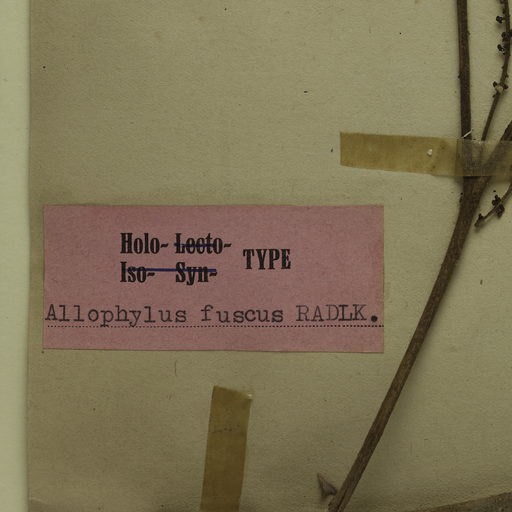 Holo- Lecto-
Iso- Syn- TYPE
Allophylus fuscus RADLK.